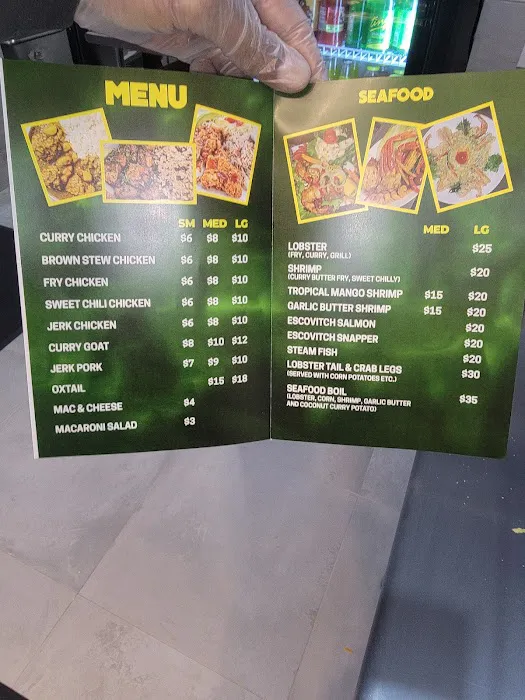 MENU
SM MED LG
CURRY CHICKEN $6 $8 $10
BROWN STEW CHICKEN $6 $8 $10
FRY CHICKEN $6 $8 $10
SWEET CHILI CHICKEN $6 $8 $10
JERK CHICKEN $6 $8 $10
CURRY GOAT $8 $10 $12
JERK PORK $7 $9 $10
OXTAIL $15 $18
MAC & CHEESE $4
MACARONI SALAD $3
SEAFOOD
MED LG
LOBSTER $25
(FRY, CURRY, GRILL)
SHRIMP $20
(CURRY BUTTER FRY, SWEET CHILLY)
TROPICAL MANGO SHRIMP $15 $20
GARLIC BUTTER SHRIMP $15 $20
ESCOVITCH SALMON $20
ESCOVITCH SNAPPER $20
STEAM FISH $20
LOBSTER TAIL & CRAB LEGS $30
(SERVED WITH CORN POTATOES ETC.)
SEAFOOD BOIL $35
(LOBSTER, CORN, SHRIMP, GARLIC BUTTER
AND COCONUT CURRY POTATO)